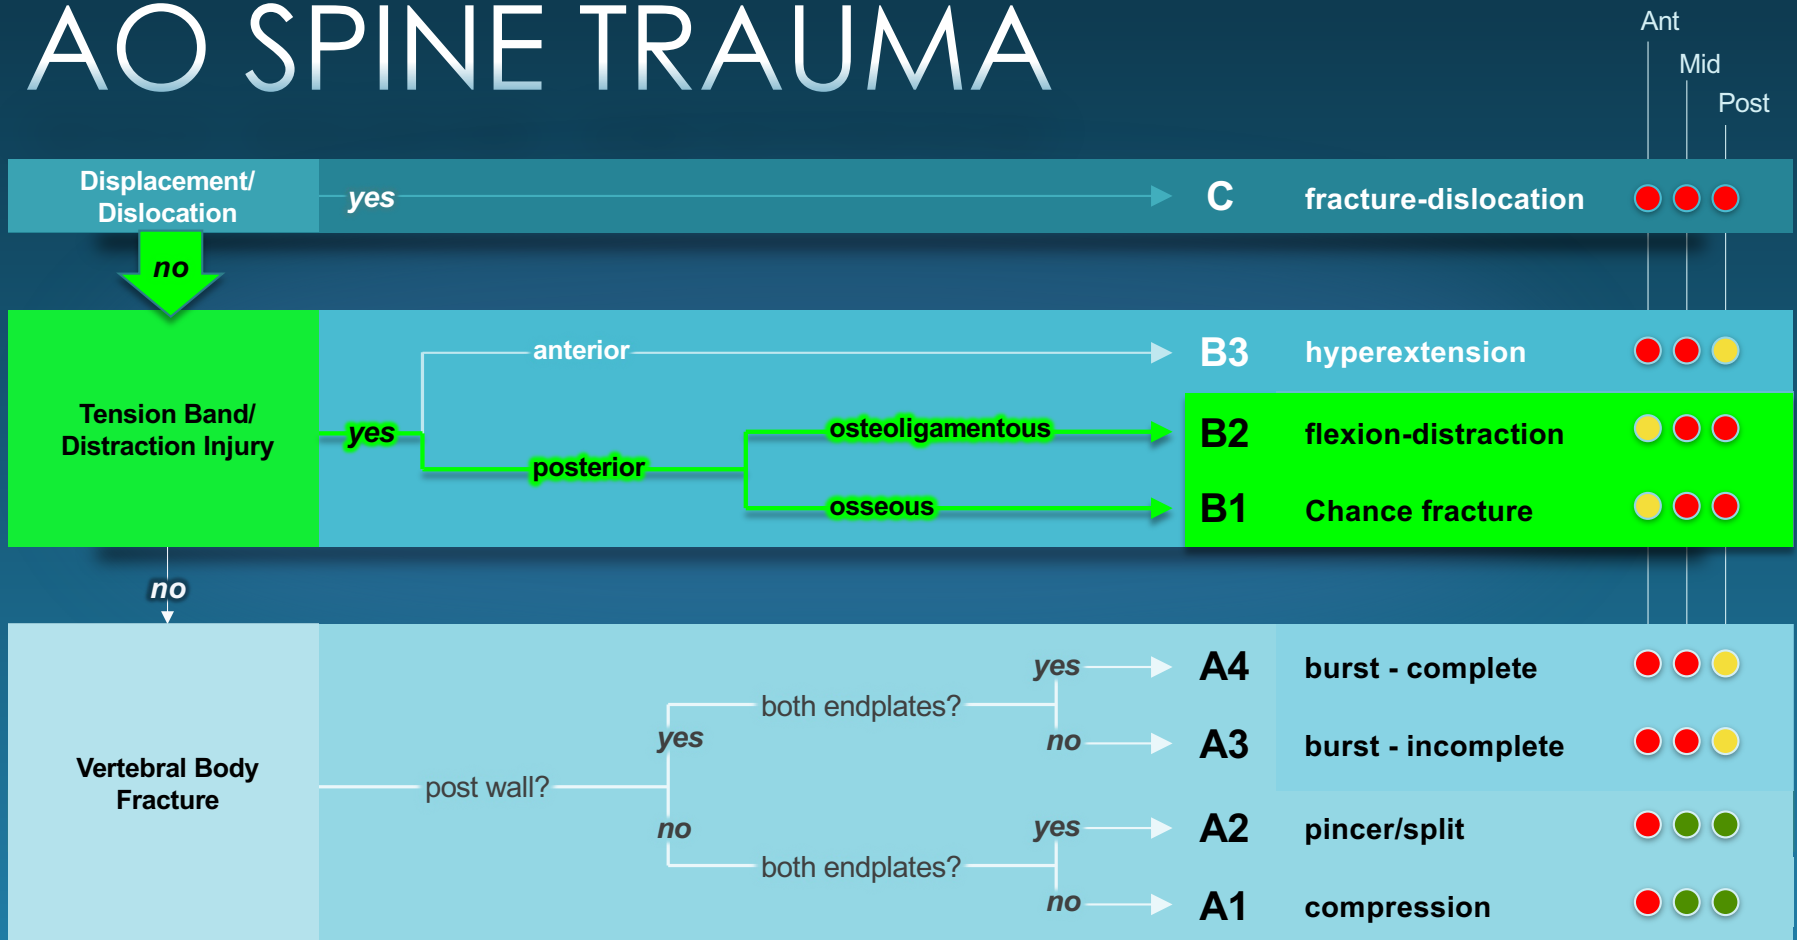 AO SPINE TRAUMA
Ant
Mid
Post
Displacement/
Dislocation
yes
C
fracture-dislocation
no
Tension Band/
Distraction Injury
yes
anterior
B3
hyperextension
posterior
osteoligamentous
B2
flexion-distraction
osseous
B1
Chance fracture
no
Vertebral Body
Fracture
post wall?
yes
both endplates?
yes
A4
burst - complete
no
A3
burst - incomplete
no
both endplates?
yes
A2
pincer/split
no
A1
compression